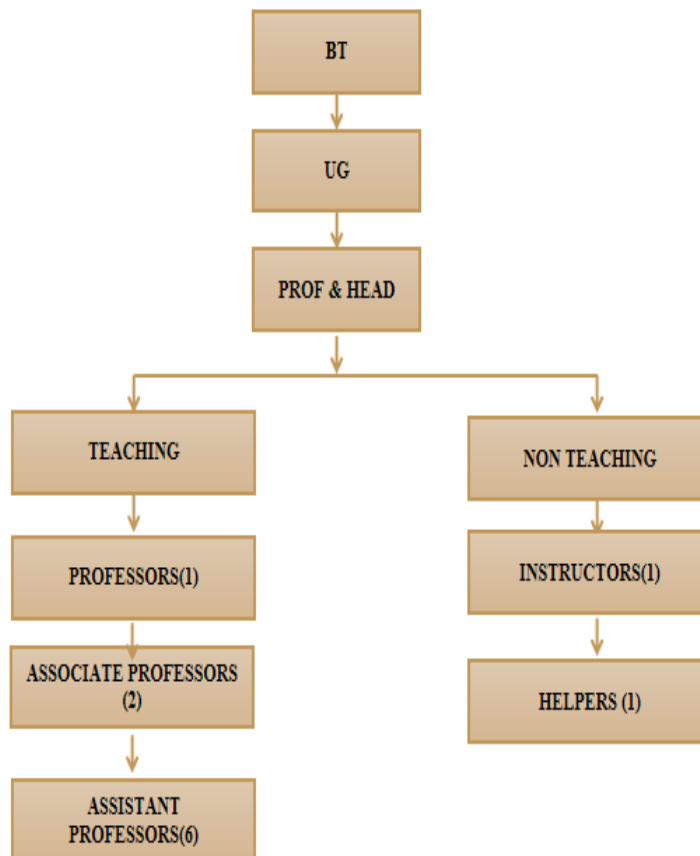 BT
UG
PROF & HEAD
TEACHING
PROFESSORS(1)
ASSOCIATE PROFESSORS
(2)
ASSISTANT
PROFESSORS(6)
NON TEACHING
INSTRUCTORS(1)
HELPERS (1)